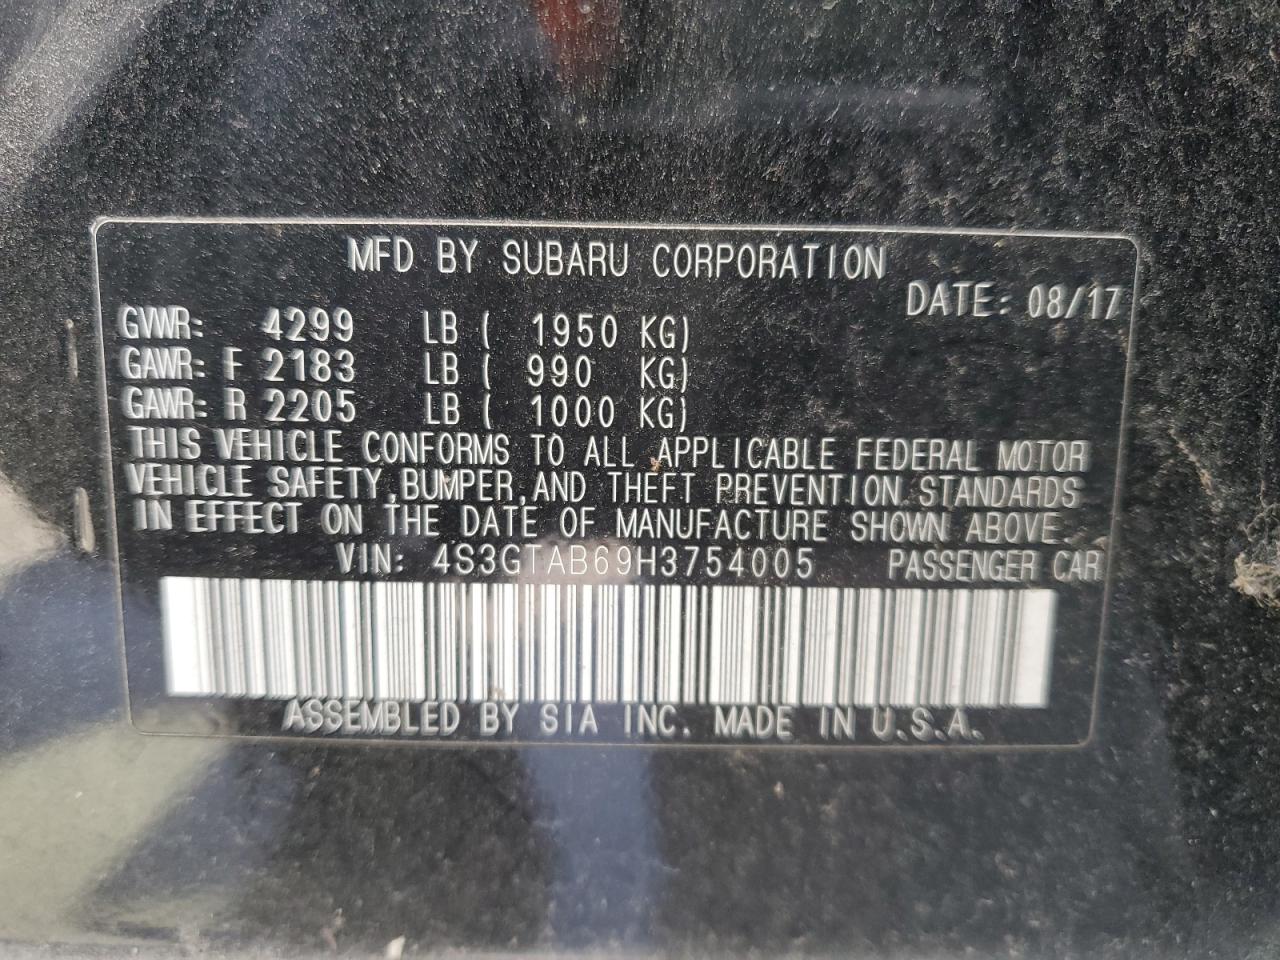 MFD BY SUBARU CORPORATION
DATE: 08/17
GVWR: 4299 LB ( 1950 KG)
GAWR: F 2183 LB ( 990 KG)
GAWR: R 2205 LB ( 1000 KG)
THIS VEHICLE CONFORMS TO ALL APPLICABLE FEDERAL MOTOR
VEHICLE SAFETY, BUMPER, AND THEFT PREVENTION STANDARDS
IN EFFECT ON THE DATE OF MANUFACTURE SHOWN ABOVE.
VIN: 4S3GTAB69H3754005 PASSENGER CAR
ASSEMBLED BY SIA INC. MADE IN U.S.A.